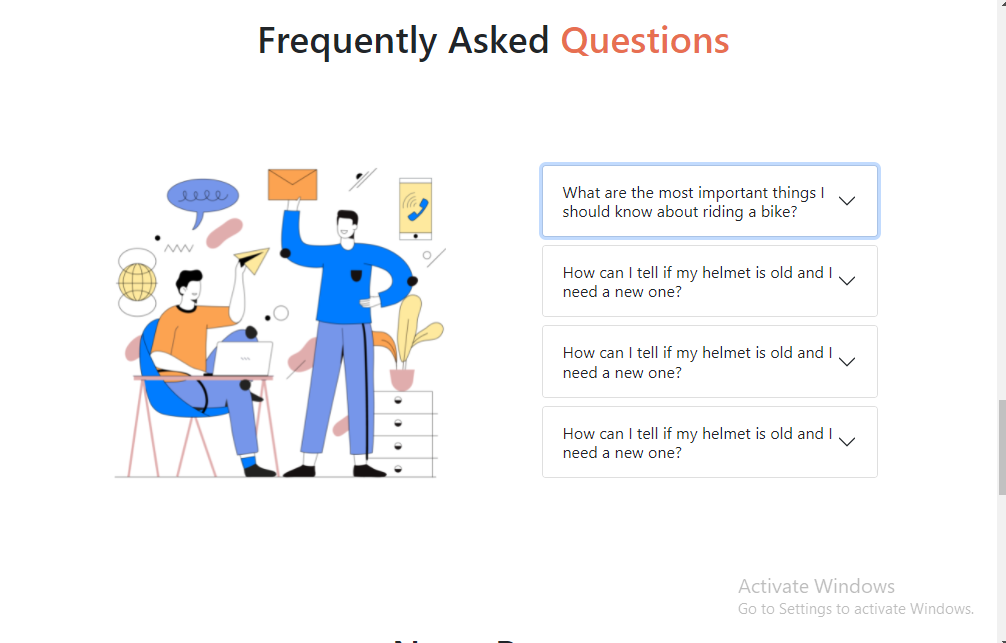 Frequently Asked Questions
What are the most important things I
should know about riding a bike?
How can I tell if my helmet is old and I
need a new one?
How can I tell if my helmet is old and I
need a new one?
How can I tell if my helmet is old and I
need a new one?
Activate Windows
Go to Settings to activate Windows.